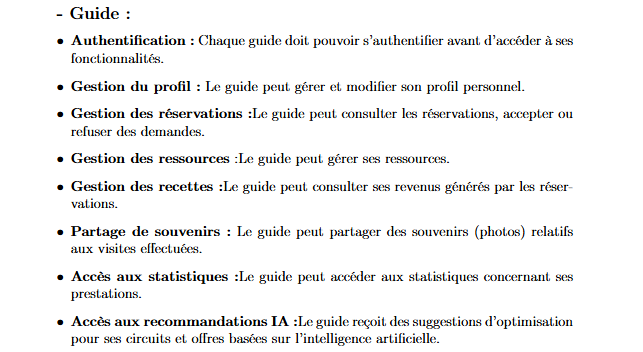 - Guide :
• Authentification : Chaque guide doit pouvoir s'authentifier avant d'accéder à ses
fonctionnalités.
• Gestion du profil : Le guide peut gérer et modifier son profil personnel.
• Gestion des réservations :Le guide peut consulter les réservations, accepter ou
refuser des demandes.
• Gestion des ressources :Le guide peut gérer ses ressources.
• Gestion des recettes :Le guide peut consulter ses revenus générés par les réser-
vations.
• Partage de souvenirs : Le guide peut partager des souvenirs (photos) relatifs
aux visites effectuées.
• Accès aux statistiques :Le guide peut accéder aux statistiques concernant ses
prestations.
• Accès aux recommandations IA :Le guide reçoit des suggestions d'optimisation
pour ses circuits et offres basées sur l'intelligence artificielle.